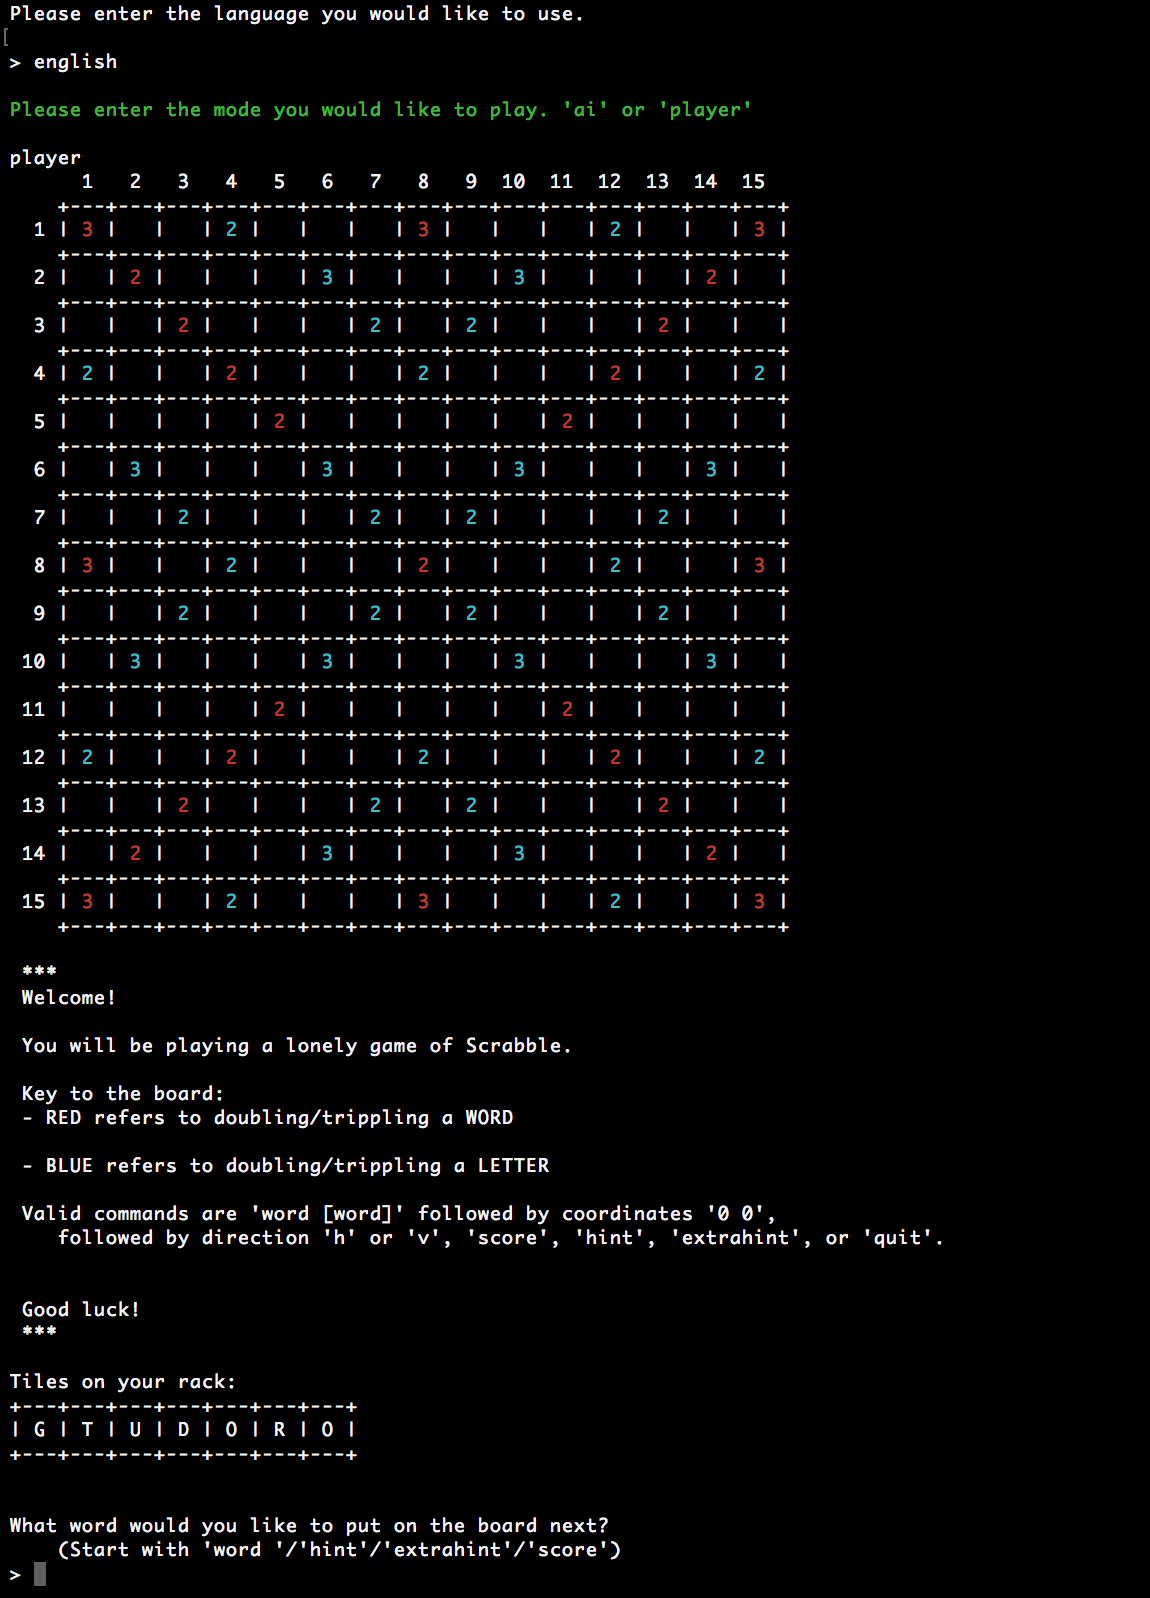 Please enter the language you would like to use.
[
> english
Please enter the mode you would like to play. 'ai' or 'player'
player
      1   2   3   4   5   6   7   8   9  10  11  12  13  14  15
    +---+---+---+---+---+---+---+---+---+---+---+---+---+---+---+
  1 | 3 |   |   | 2 |   |   |   | 3 |   |   |   | 2 |   |   | 3 |
    +---+---+---+---+---+---+---+---+---+---+---+---+---+---+---+
  2 |   | 2 |   |   |   | 3 |   |   |   | 3 |   |   |   | 2 |   |
    +---+---+---+---+---+---+---+---+---+---+---+---+---+---+---+
  3 |   |   | 2 |   |   |   | 2 |   | 2 |   |   |   | 2 |   |   |
    +---+---+---+---+---+---+---+---+---+---+---+---+---+---+---+
  4 | 2 |   |   | 2 |   |   |   | 2 |   |   |   | 2 |   |   | 2 |
    +---+---+---+---+---+---+---+---+---+---+---+---+---+---+---+
  5 |   |   |   |   | 2 |   |   |   |   |   | 2 |   |   |   |   |
    +---+---+---+---+---+---+---+---+---+---+---+---+---+---+---+
  6 |   | 3 |   |   |   | 3 |   |   |   | 3 |   |   |   | 3 |   |
    +---+---+---+---+---+---+---+---+---+---+---+---+---+---+---+
  7 |   |   | 2 |   |   |   | 2 |   | 2 |   |   |   | 2 |   |   |
    +---+---+---+---+---+---+---+---+---+---+---+---+---+---+---+
  8 | 3 |   |   | 2 |   |   |   | 2 |   |   |   | 2 |   |   | 3 |
    +---+---+---+---+---+---+---+---+---+---+---+---+---+---+---+
  9 |   |   | 2 |   |   |   | 2 |   | 2 |   |   |   | 2 |   |   |
    +---+---+---+---+---+---+---+---+---+---+---+---+---+---+---+
 10 |   | 3 |   |   |   | 3 |   |   |   | 3 |   |   |   | 3 |   |
    +---+---+---+---+---+---+---+---+---+---+---+---+---+---+---+
 11 |   |   |   |   | 2 |   |   |   |   |   | 2 |   |   |   |   |
    +---+---+---+---+---+---+---+---+---+---+---+---+---+---+---+
 12 | 2 |   |   | 2 |   |   |   | 2 |   |   |   | 2 |   |   | 2 |
    +---+---+---+---+---+---+---+---+---+---+---+---+---+---+---+
 13 |   |   | 2 |   |   |   | 2 |   | 2 |   |   |   | 2 |   |   |
    +---+---+---+---+---+---+---+---+---+---+---+---+---+---+---+
 14 |   | 2 |   |   |   | 3 |   |   |   | 3 |   |   |   | 2 |   |
    +---+---+---+---+---+---+---+---+---+---+---+---+---+---+---+
 15 | 3 |   |   | 2 |   |   |   | 3 |   |   |   | 2 |   |   | 3 |
    +---+---+---+---+---+---+---+---+---+---+---+---+---+---+---+
 ***
 Welcome!
 You will be playing a lonely game of Scrabble.
 Key to the board:
 - RED refers to doubling/trippling a WORD
 - BLUE refers to doubling/trippling a LETTER
 Valid commands are 'word [word]' followed by coordinates '0 0',
    followed by direction 'h' or 'v', 'score', 'hint', 'extrahint', or 'quit'.
 Good luck!
 ***
Tiles on your rack:
+---+---+---+---+---+---+---+
| G | T | U | D | O | R | O |
+---+---+---+---+---+---+---+
What word would you like to put on the board next?
    (Start with 'word '/'hint'/'extrahint'/'score')
>